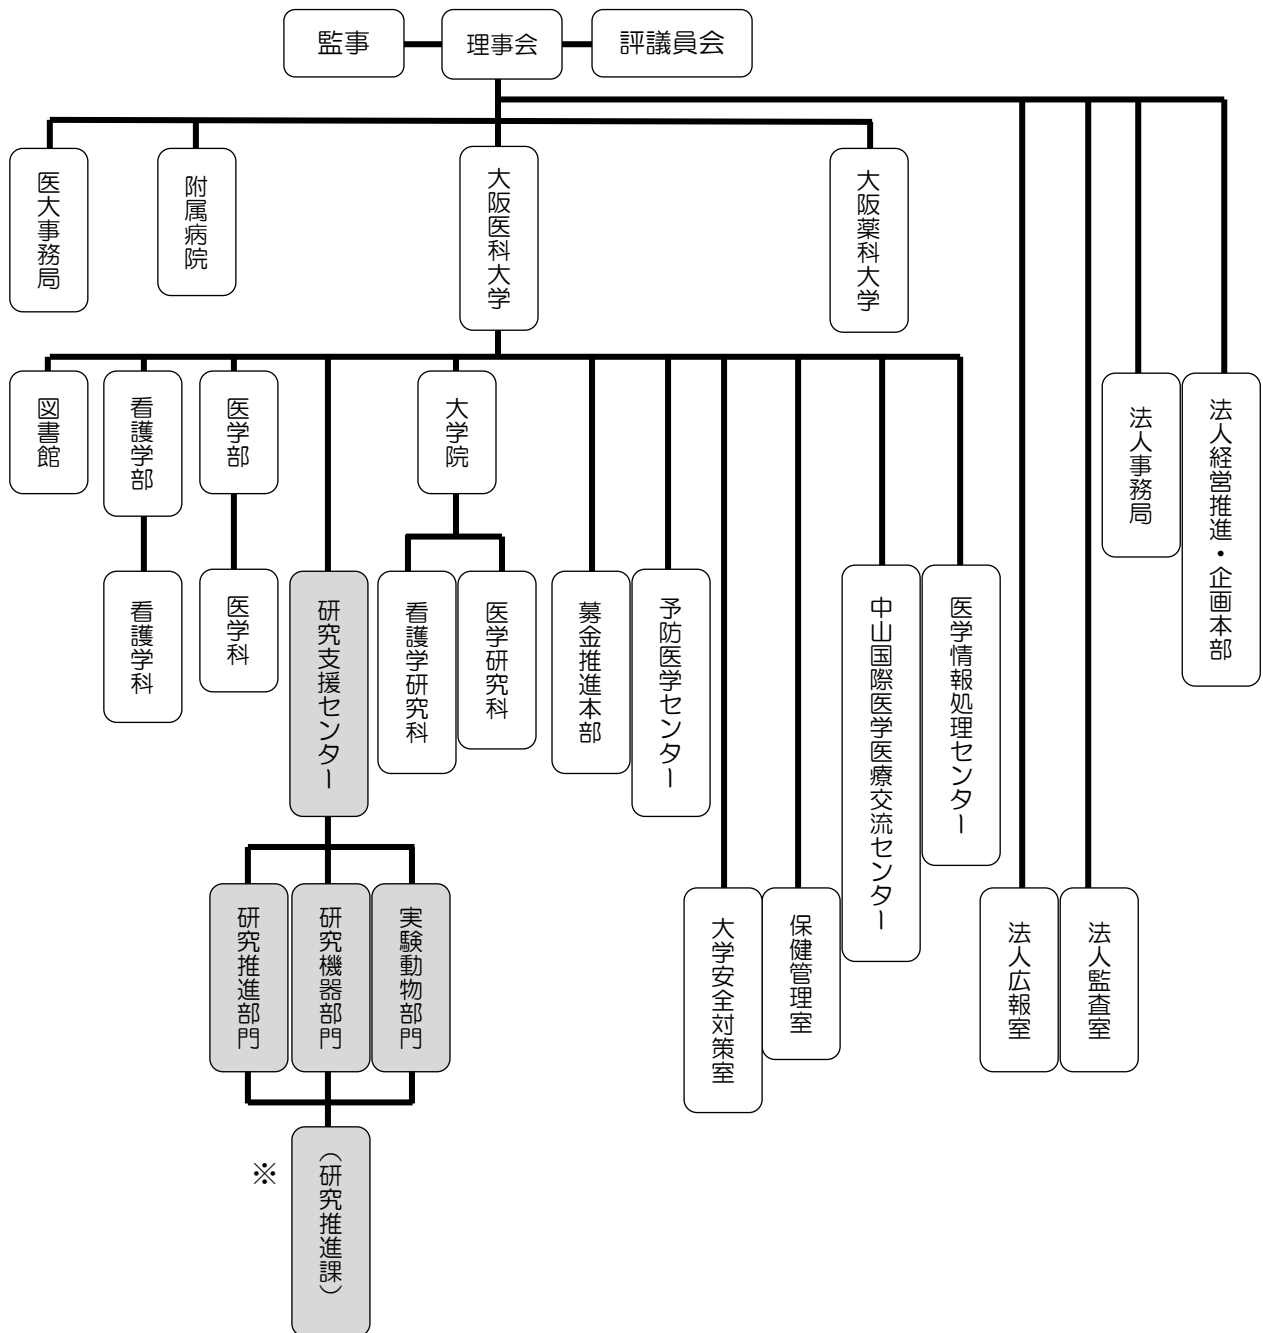 監事
理事会
評議員会
医大事務局
附属病院
大阪医科大学
大阪薬科大学
図書館
看護学部
医学部
大学院
法人事務局
法人経営推進・企画本部
看護学科
医学科
研究支援センター
看護学研究科
医学研究科
募金推進本部
予防医学センター
中山国際医学医療交流センター
医学情報処理センター
研究推進部門
研究機器部門
実験動物部門
大学安全対策室
保健管理室
法人広報室
法人監査室
※
（研究推進課）